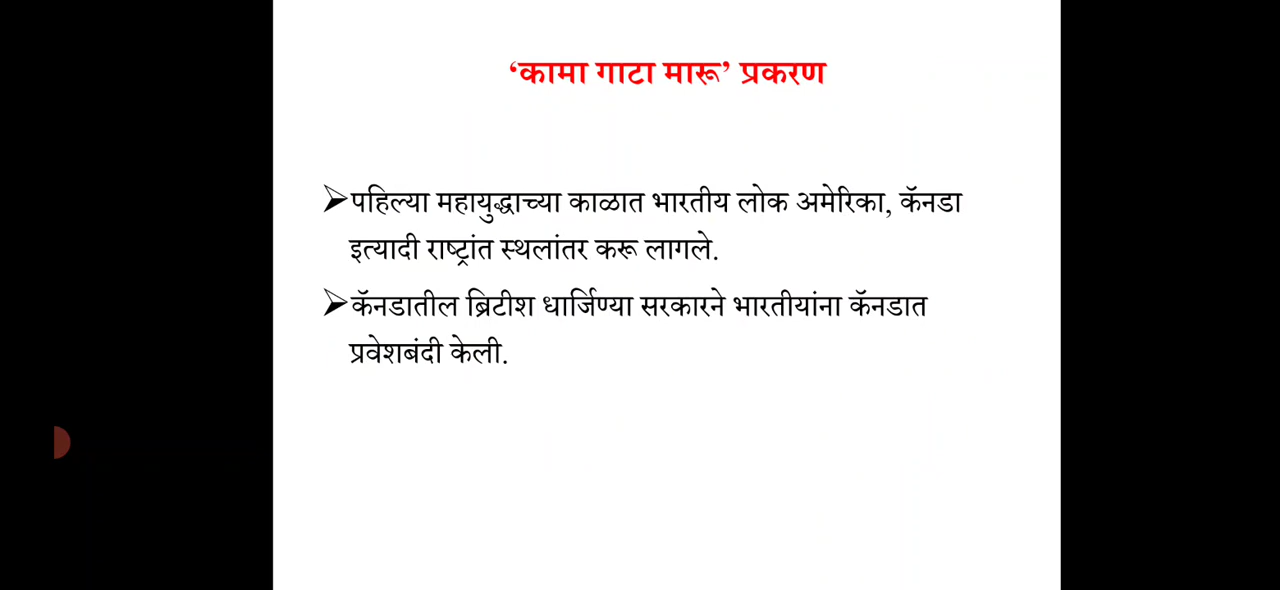 ‘कामा गाटा मारू’ प्रकरण
➢पहिल्या महायुद्धाच्या काळात भारतीय लोक अमेरिका, कॅनडा
इत्यादी राष्ट्रांत स्थलांतर करू लागले.
➢कॅनडातील ब्रिटीश धार्जिण्या सरकारने भारतीयांना कॅनडात
प्रवेशबंदी केली.